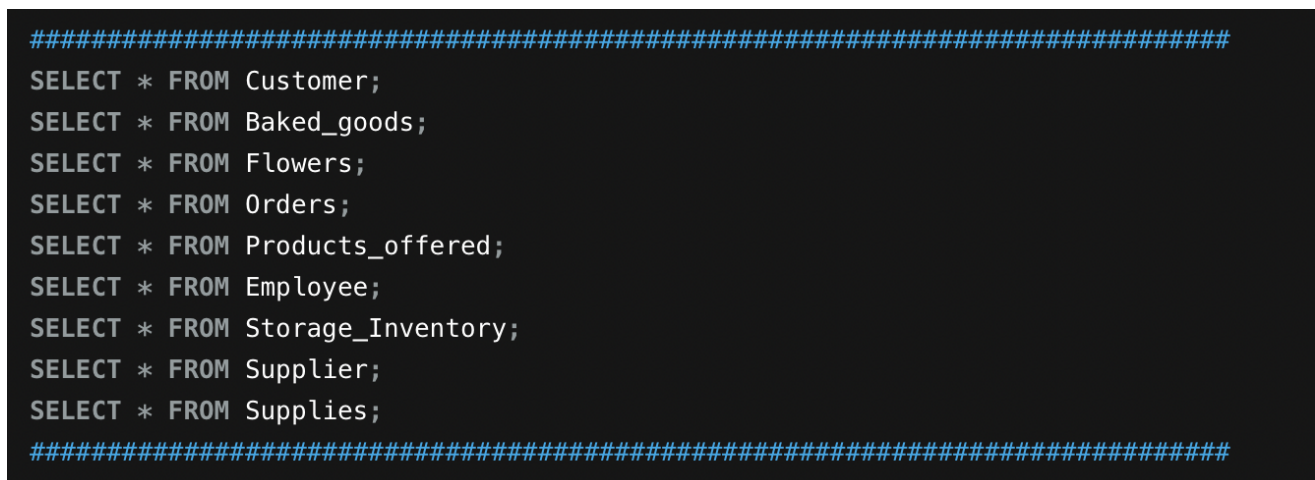 ##############################################################################
SELECT * FROM Customer;
SELECT * FROM Baked_goods;
SELECT * FROM Flowers;
SELECT * FROM Orders;
SELECT * FROM Products_offered;
SELECT * FROM Employee;
SELECT * FROM Storage_Inventory;
SELECT * FROM Supplier;
SELECT * FROM Supplies;
##############################################################################